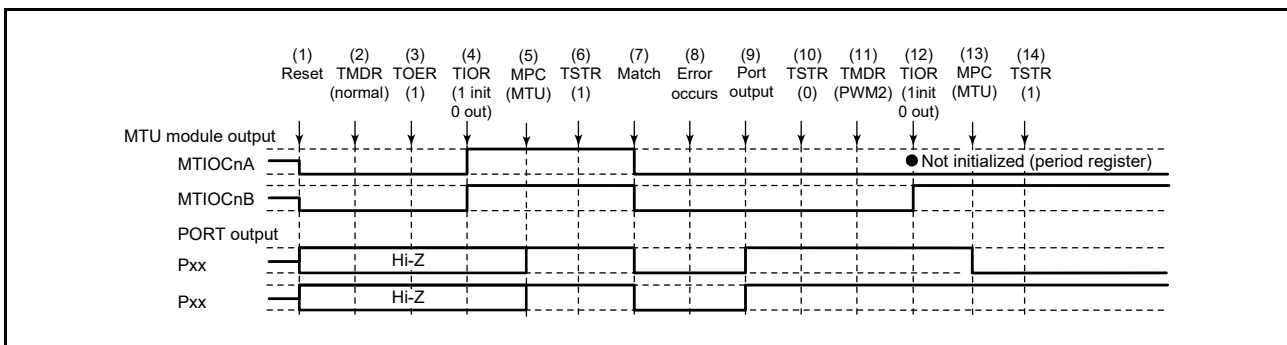 (1) (2) (3) (4) (5) (6) (7) (8) (9) (10) (11) (12) (13) (14)
Reset TMDR TOER TIOR MPC TSTR Match Error Port TSTR TMDR TIOR MPC TSTR
(normal) (1) (1 init (MTU) (1) occurs output (0) (PWM2) (1init (MTU) (1)
0 out) 0 out)
MTU module output
MTIOCnA
● Not initialized (period register)
MTIOCnB
PORT output
Pxx
Hi-Z
Pxx
Hi-Z